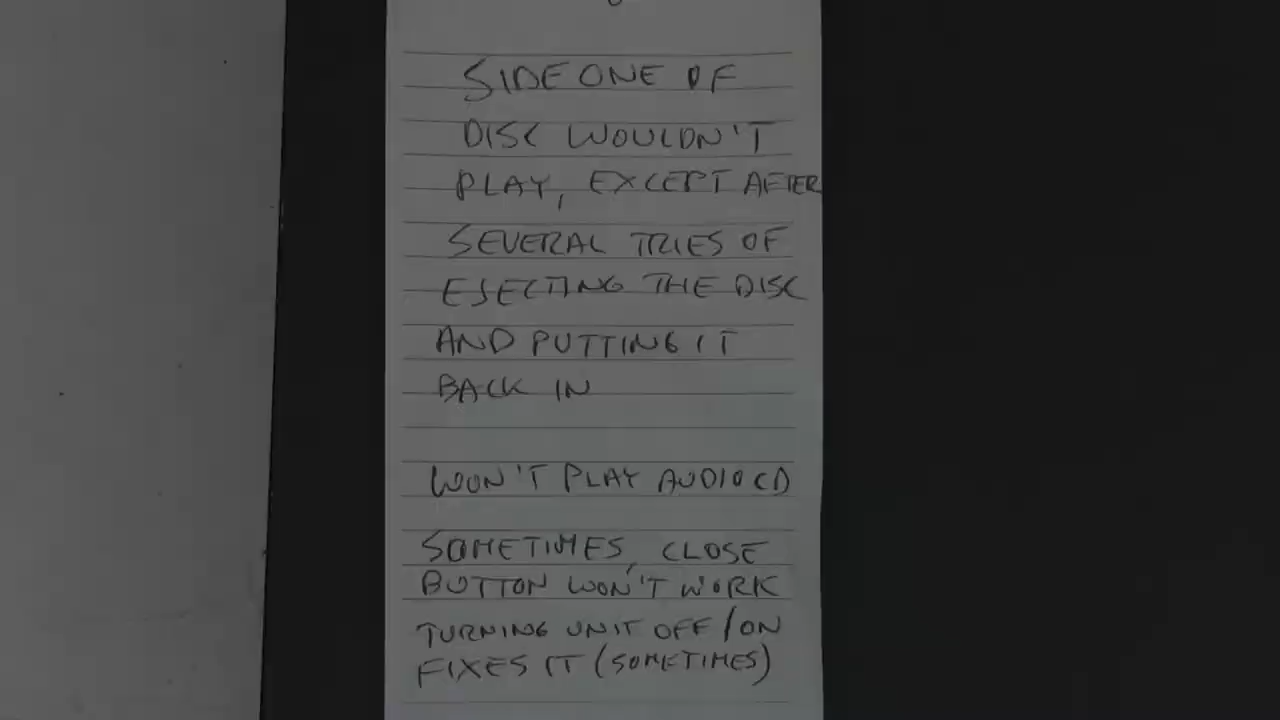 SIDE ONE OF
DISC WOULDN'T
PLAY, EXCEPT AFTER
SEVERAL TRIES OF
EJECTING THE DISC
AND PUTTING IT
BACK IN
WON'T PLAY AUDIO CD
SOMETIMES, CLOSE
BUTTON WON'T WORK
TURNING UNIT OFF/ON
FIXES IT (SOMETIMES)